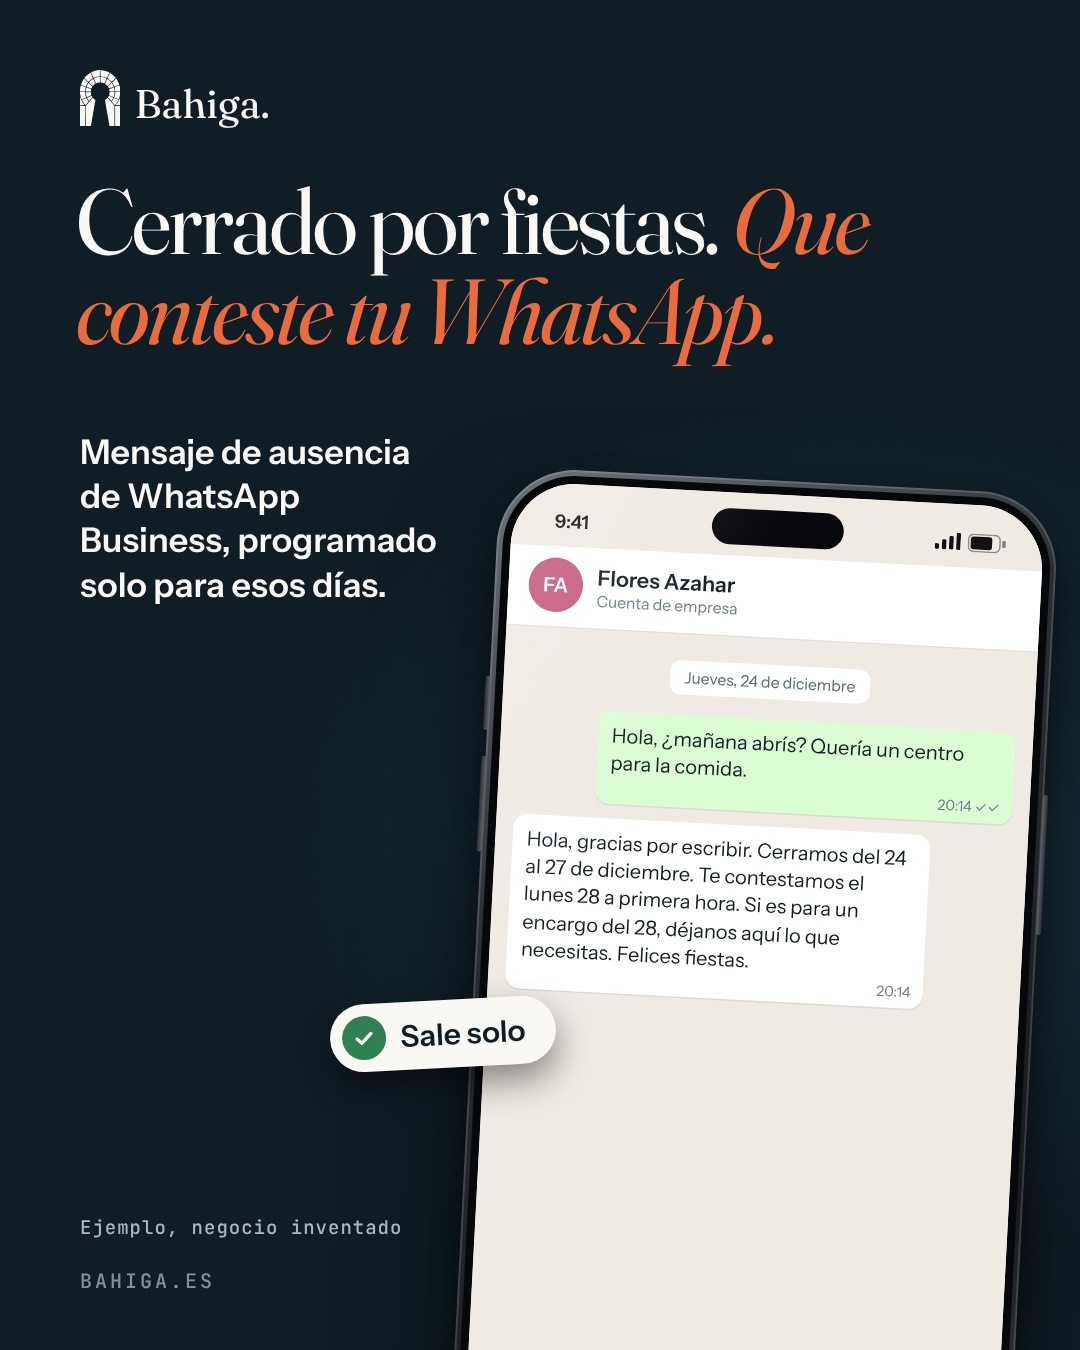 Bahiga.
Cerrado por fiestas. Que
conteste tu WhatsApp.
Mensaje de ausencia
de WhatsApp
Business, programado
solo para esos días.
9:41
FA
Flores Azahar
Cuenta de empresa
Jueves, 24 de diciembre
Hola, ¿mañana abrís? Quería un centro
para la comida.
20:14
Hola, gracias por escribir. Cerramos del 24
al 27 de diciembre. Te contestamos el
lunes 28 a primera hora. Si es para un
encargo del 28, déjanos aquí lo que
necesitas. Felices fiestas.
20:14
Sale solo
Ejemplo, negocio inventado
BAHIGA.ES